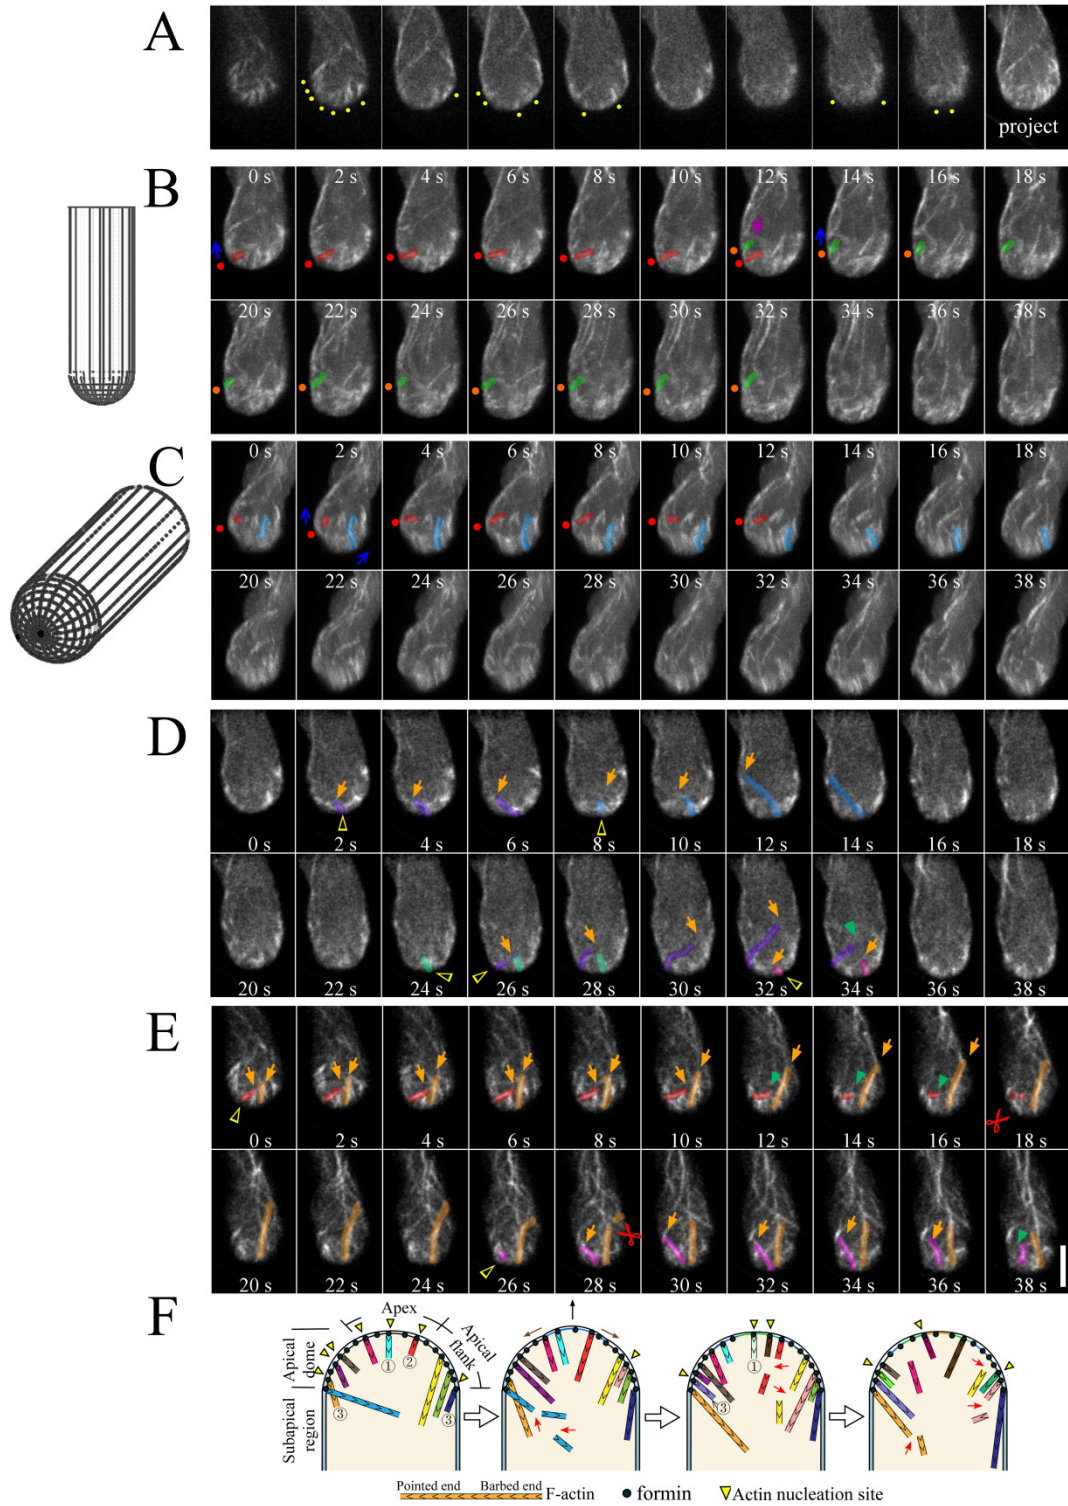 A
project
B
0 s 2 s 4 s 6 s 8 s 10 s 12 s 14 s 16 s 18 s
20 s 22 s 24 s 26 s 28 s 30 s 32 s 34 s 36 s 38 s
C
0 s 2 s 4 s 6 s 8 s 10 s 12 s 14 s 16 s 18 s
20 s 22 s 24 s 26 s 28 s 30 s 32 s 34 s 36 s 38 s
D
0 s 2 s 4 s 6 s 8 s 10 s 12 s 14 s 16 s 18 s
20 s 22 s 24 s 26 s 28 s 30 s 32 s 34 s 36 s 38 s
E
0 s 2 s 4 s 6 s 8 s 10 s 12 s 14 s 16 s 18 s
20 s 22 s 24 s 26 s 28 s 30 s 32 s 34 s 36 s 38 s
F
Apex
Apical flank
Apical dome
Subapical region
① ② ③ ③
① ③
Pointed end Barbed end F-actin formin Actin nucleation site